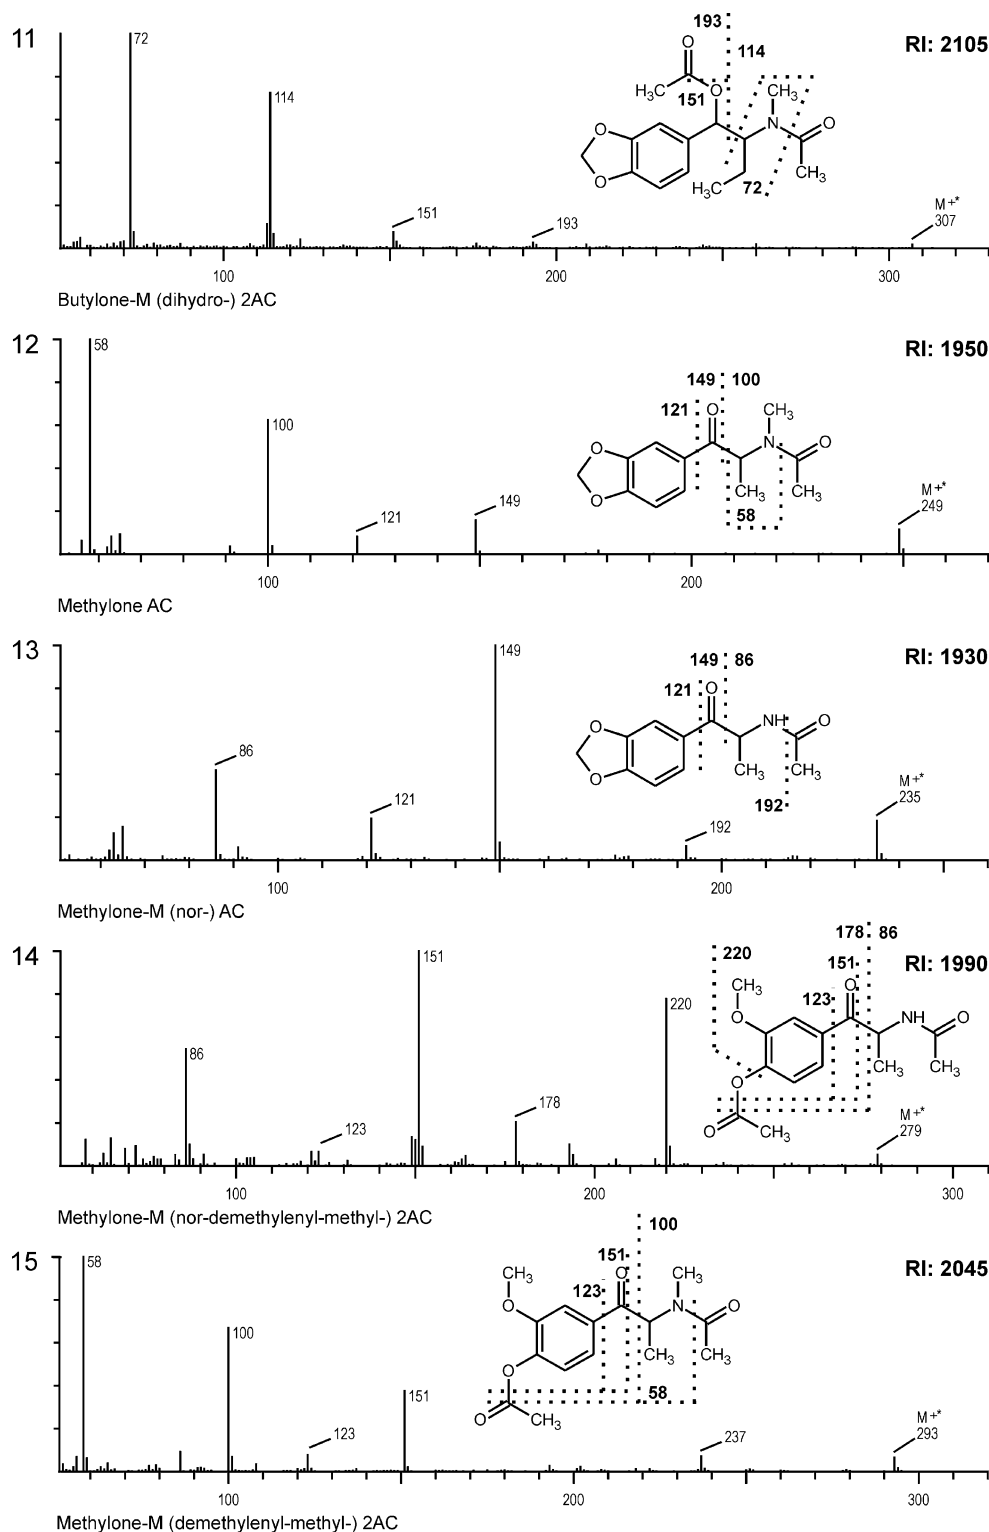 11
RI: 2105
72
114
151
193
M+*
307
193
114
151
72
O
H3C
O
CH3
N
O
CH3
H3C
O
O
100
200
300
Butylone-M (dihydro-) 2AC
12
RI: 1950
58
100
121
149
M+*
249
149
100
121
58
O
CH3
N
O
CH3
CH3
O
O
100
200
Methylone AC
13
RI: 1930
86
121
149
192
M+*
235
149
86
121
192
O
NH
O
CH3
CH3
O
O
100
200
Methylone-M (nor-) AC
14
RI: 1990
86
123
151
178
220
M+*
279
178
86
220
151
123
CH3
O
O
NH
O
CH3
CH3
O
O
CH3
100
200
300
Methylone-M (nor-demethylenyl-methyl-) 2AC
15
RI: 2045
58
100
123
151
237
M+*
293
100
151
123
58
CH3
O
O
CH3
N
O
CH3
CH3
O
O
CH3
100
200
300
Methylone-M (demethylenyl-methyl-) 2AC